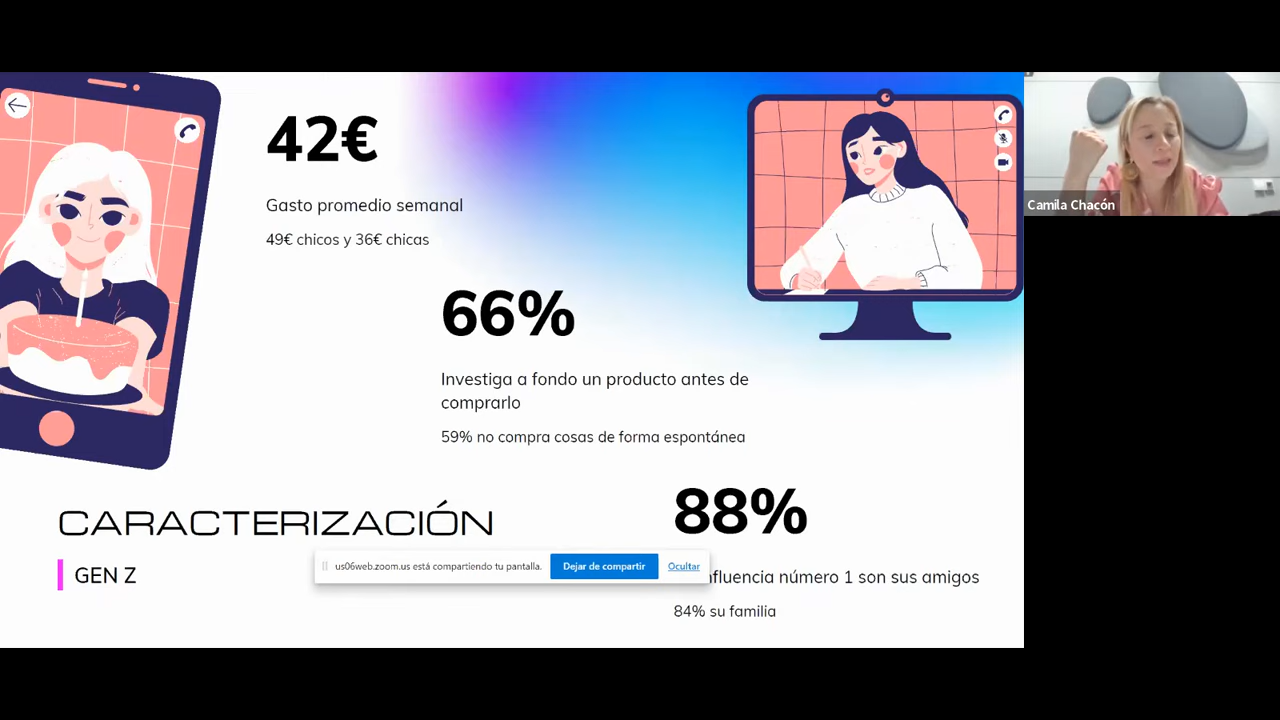 42€
Gasto promedio semanal
49€ chicos y 36€ chicas
66%
Investiga a fondo un producto antes de
comprarlo
59% no compra cosas de forma espontánea
88%
número 1 son sus amigos
84% su familia
CARACTERIZACIÓN
GEN Z
us06web.zoom.us está compartiendo tu pantalla.
Dejar de compartir
Ocultar
Camila Chacón